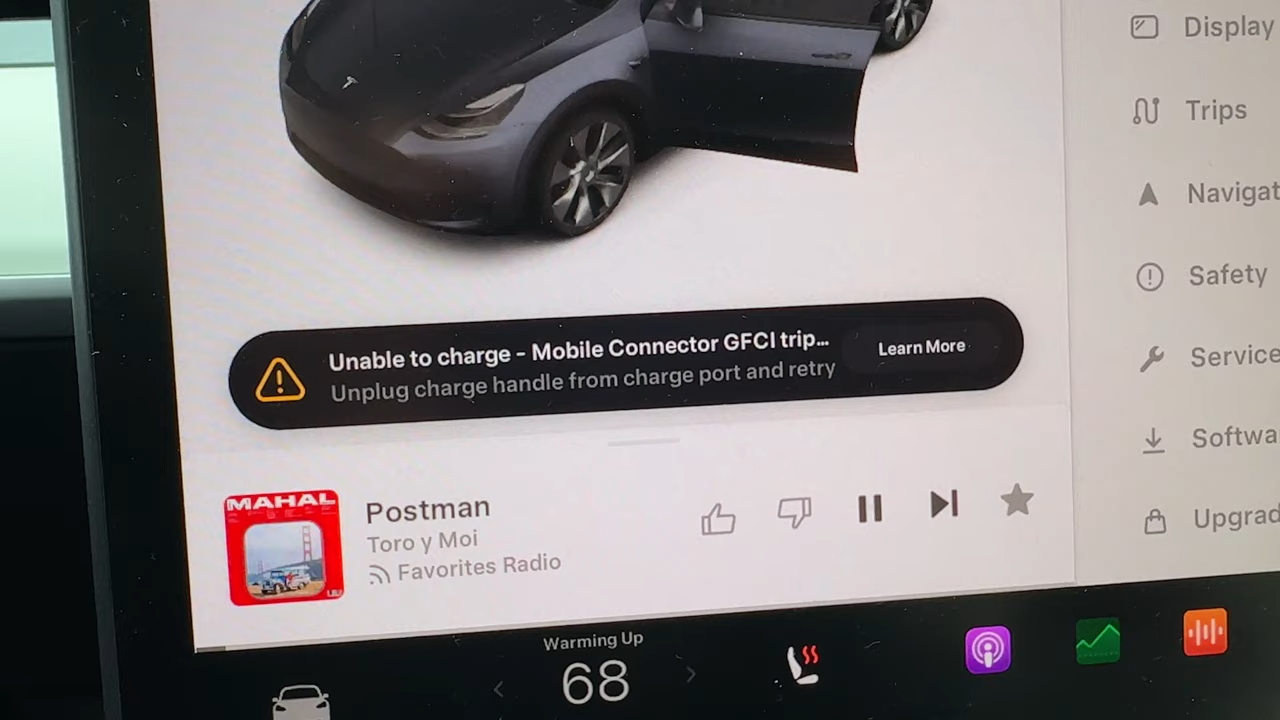 Display
Trips
Navigat
Safety
Service
Softwa
Upgrad
Unable to charge - Mobile Connector GFCI trip...
Unplug charge handle from charge port and retry
Learn More
MAHAL
Postman
Toro y Moi
Favorites Radio
Warming Up
68